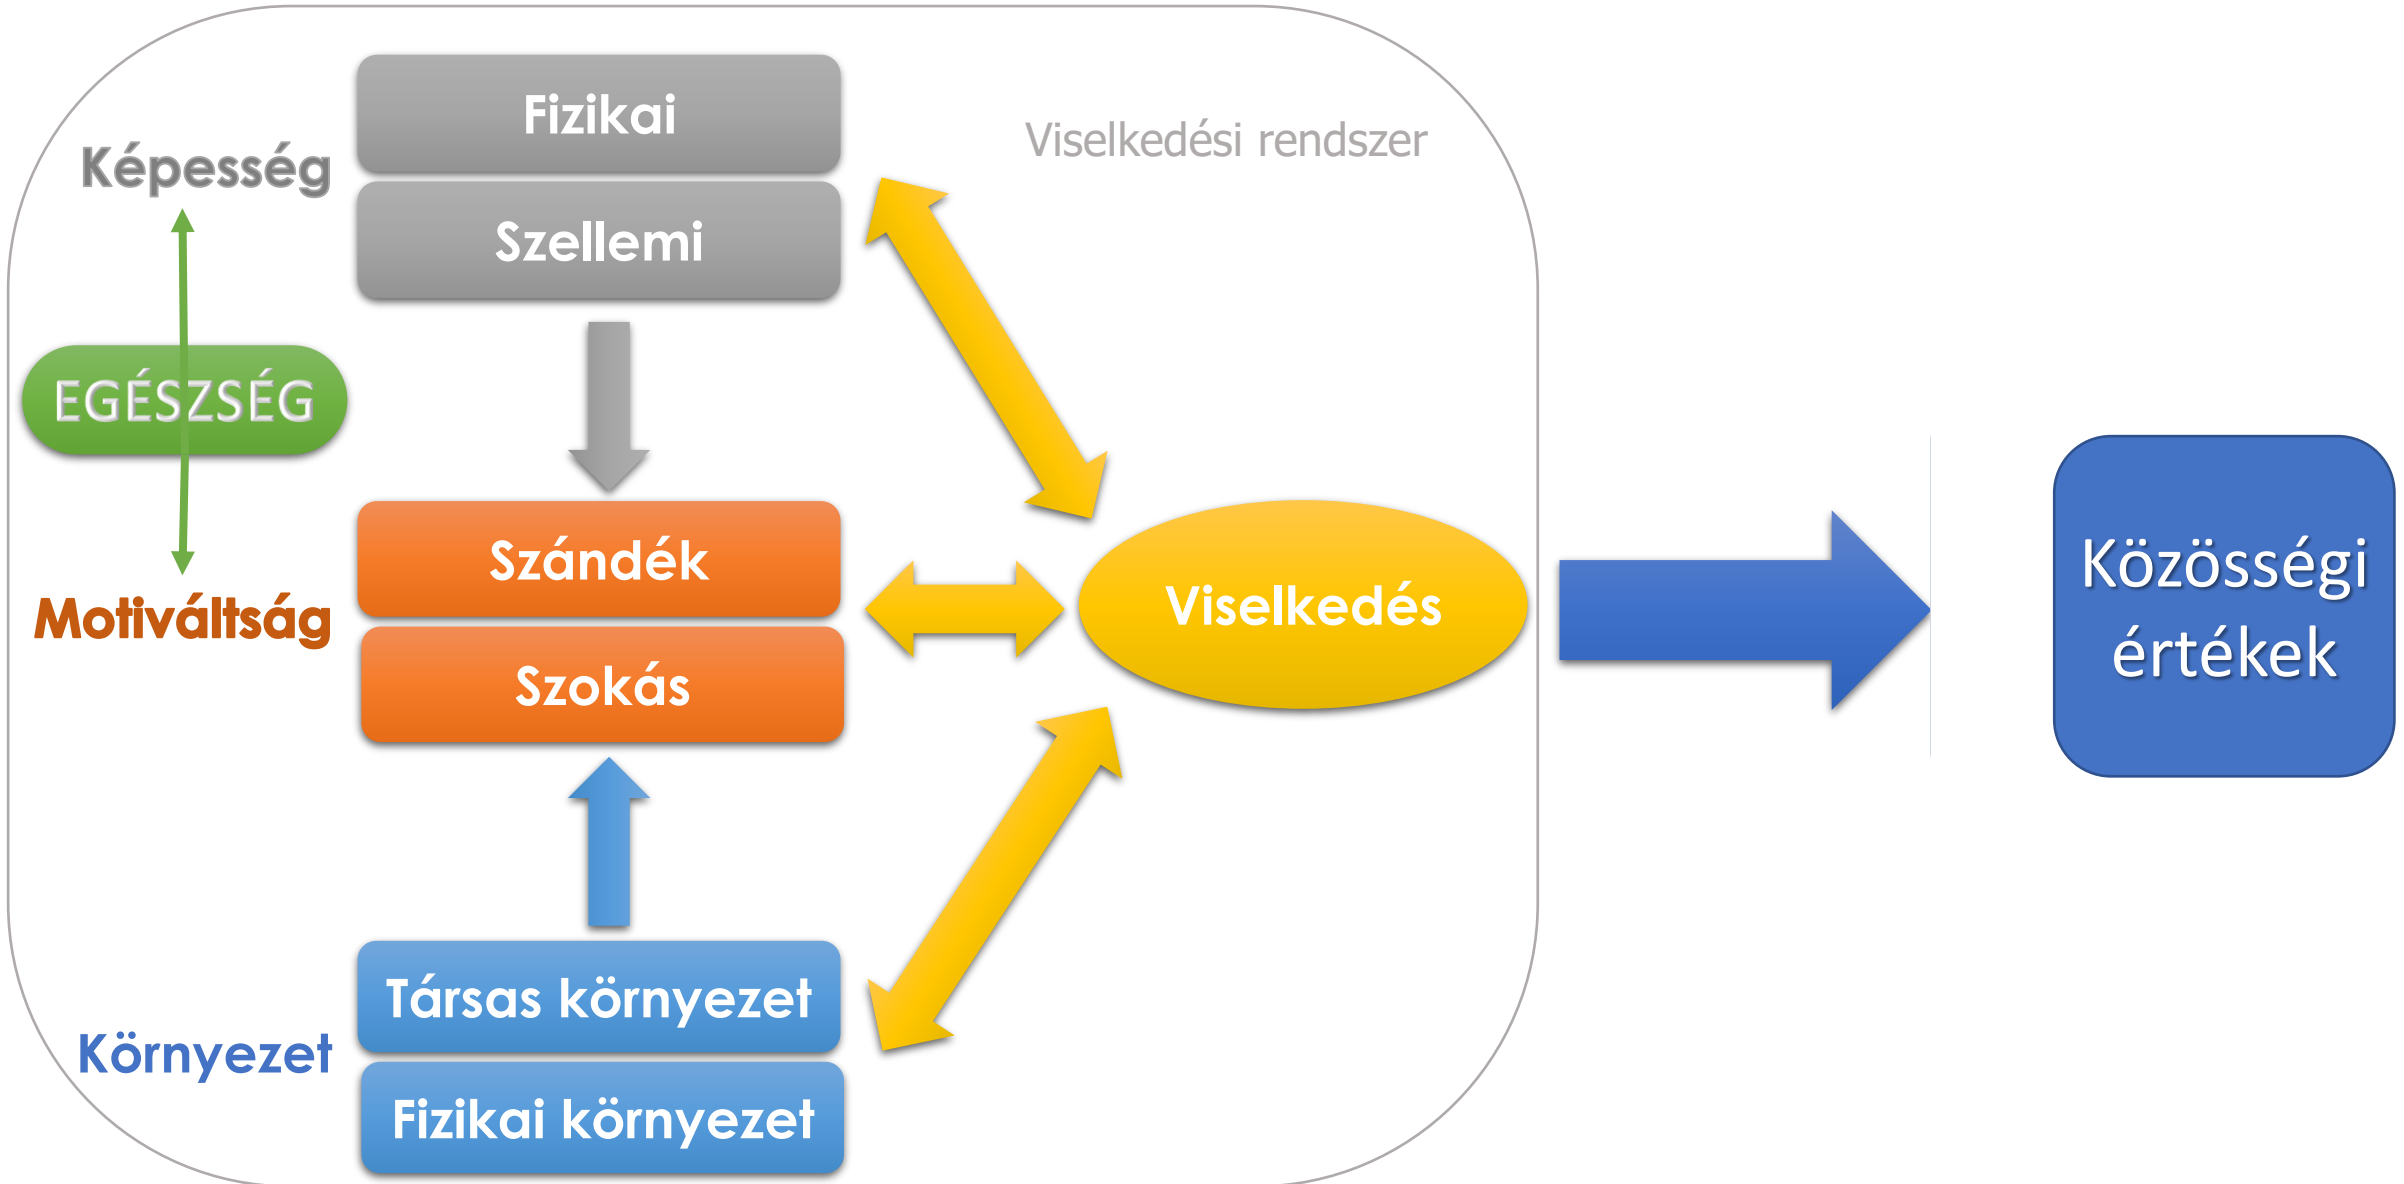 Fizikai
Viselkedési rendszer
Képesség
Szellemi
EGÉSZSÉG
Szándék
Motiváltság
Szokás
Viselkedés
Közösségi
értékek
Társas környezet
Környezet
Fizikai környezet